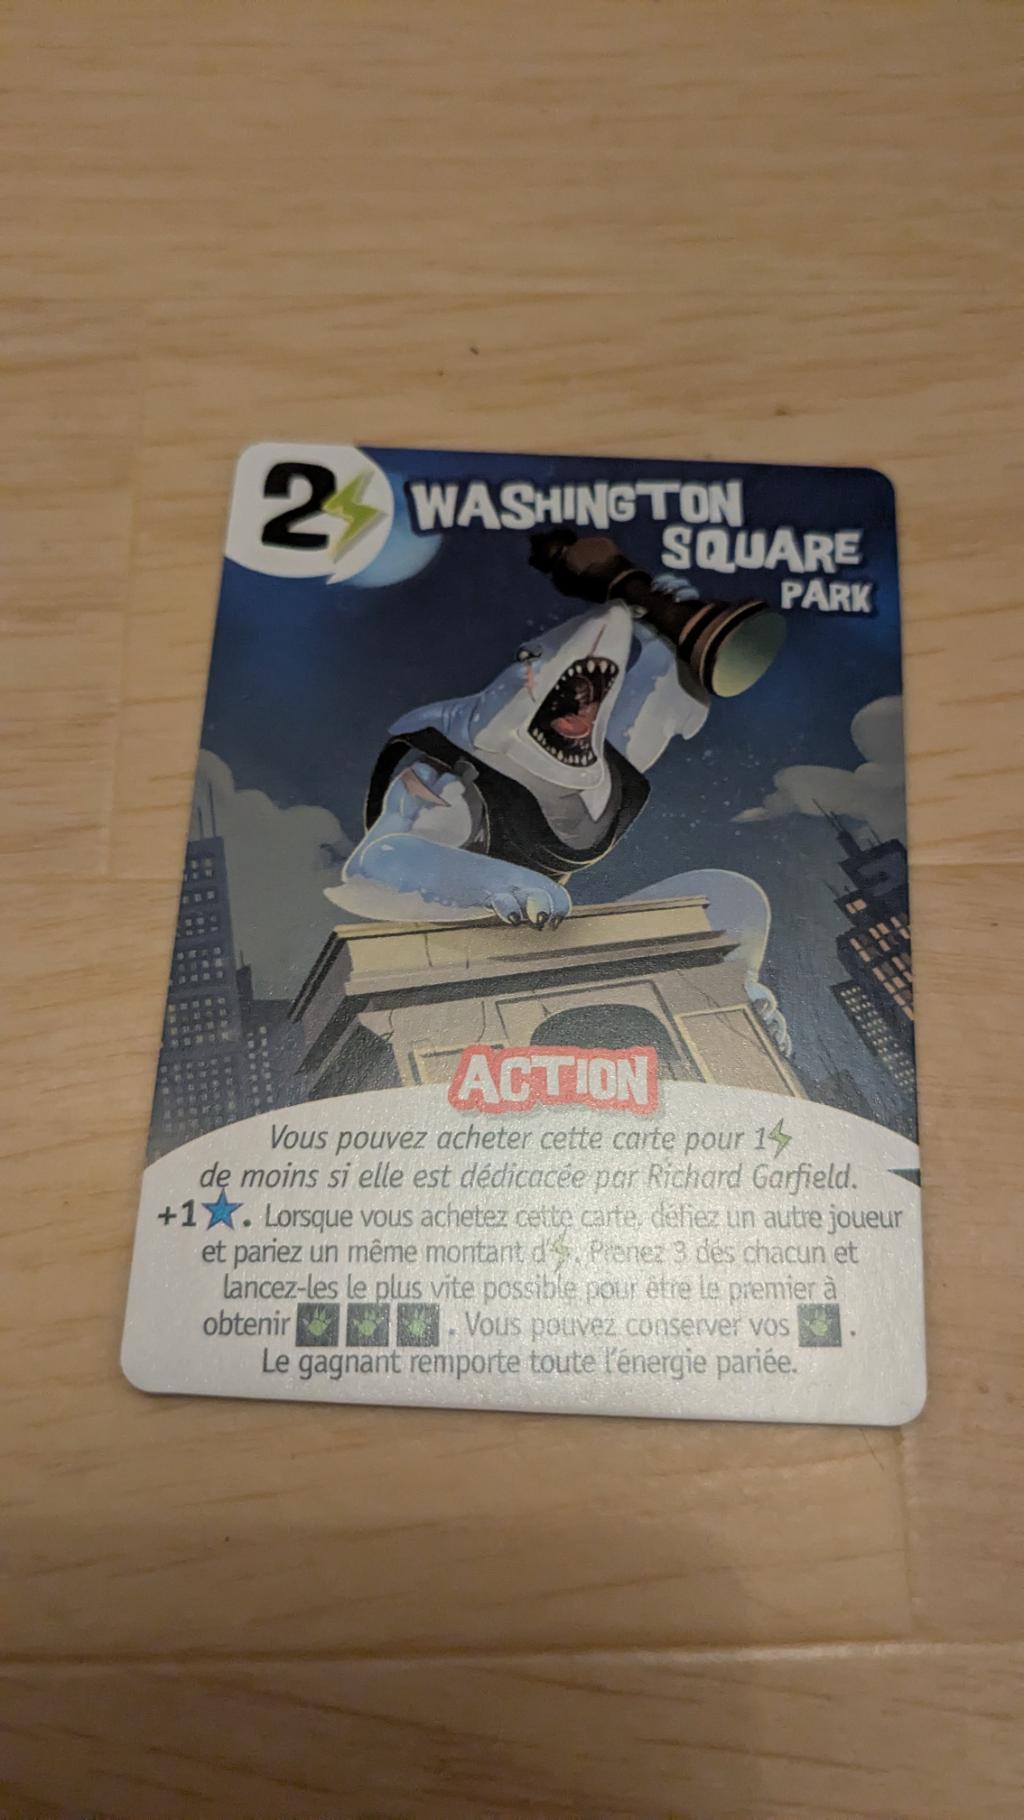 2
WASHINGTON
SQUARE
PARK
ACTION
Vous pouvez acheter cette carte pour 1
de moins si elle est dédicacée par Richard Garfield.
+1 . Lorsque vous achetez cette carte, défiez un autre joueur
et pariez un même montant d' . Prenez 3 dés chacun et
lancez-les le plus vite possible pour être le premier à
obtenir . Vous pouvez conserver vos .
Le gagnant remporte toute l'énergie pariée.